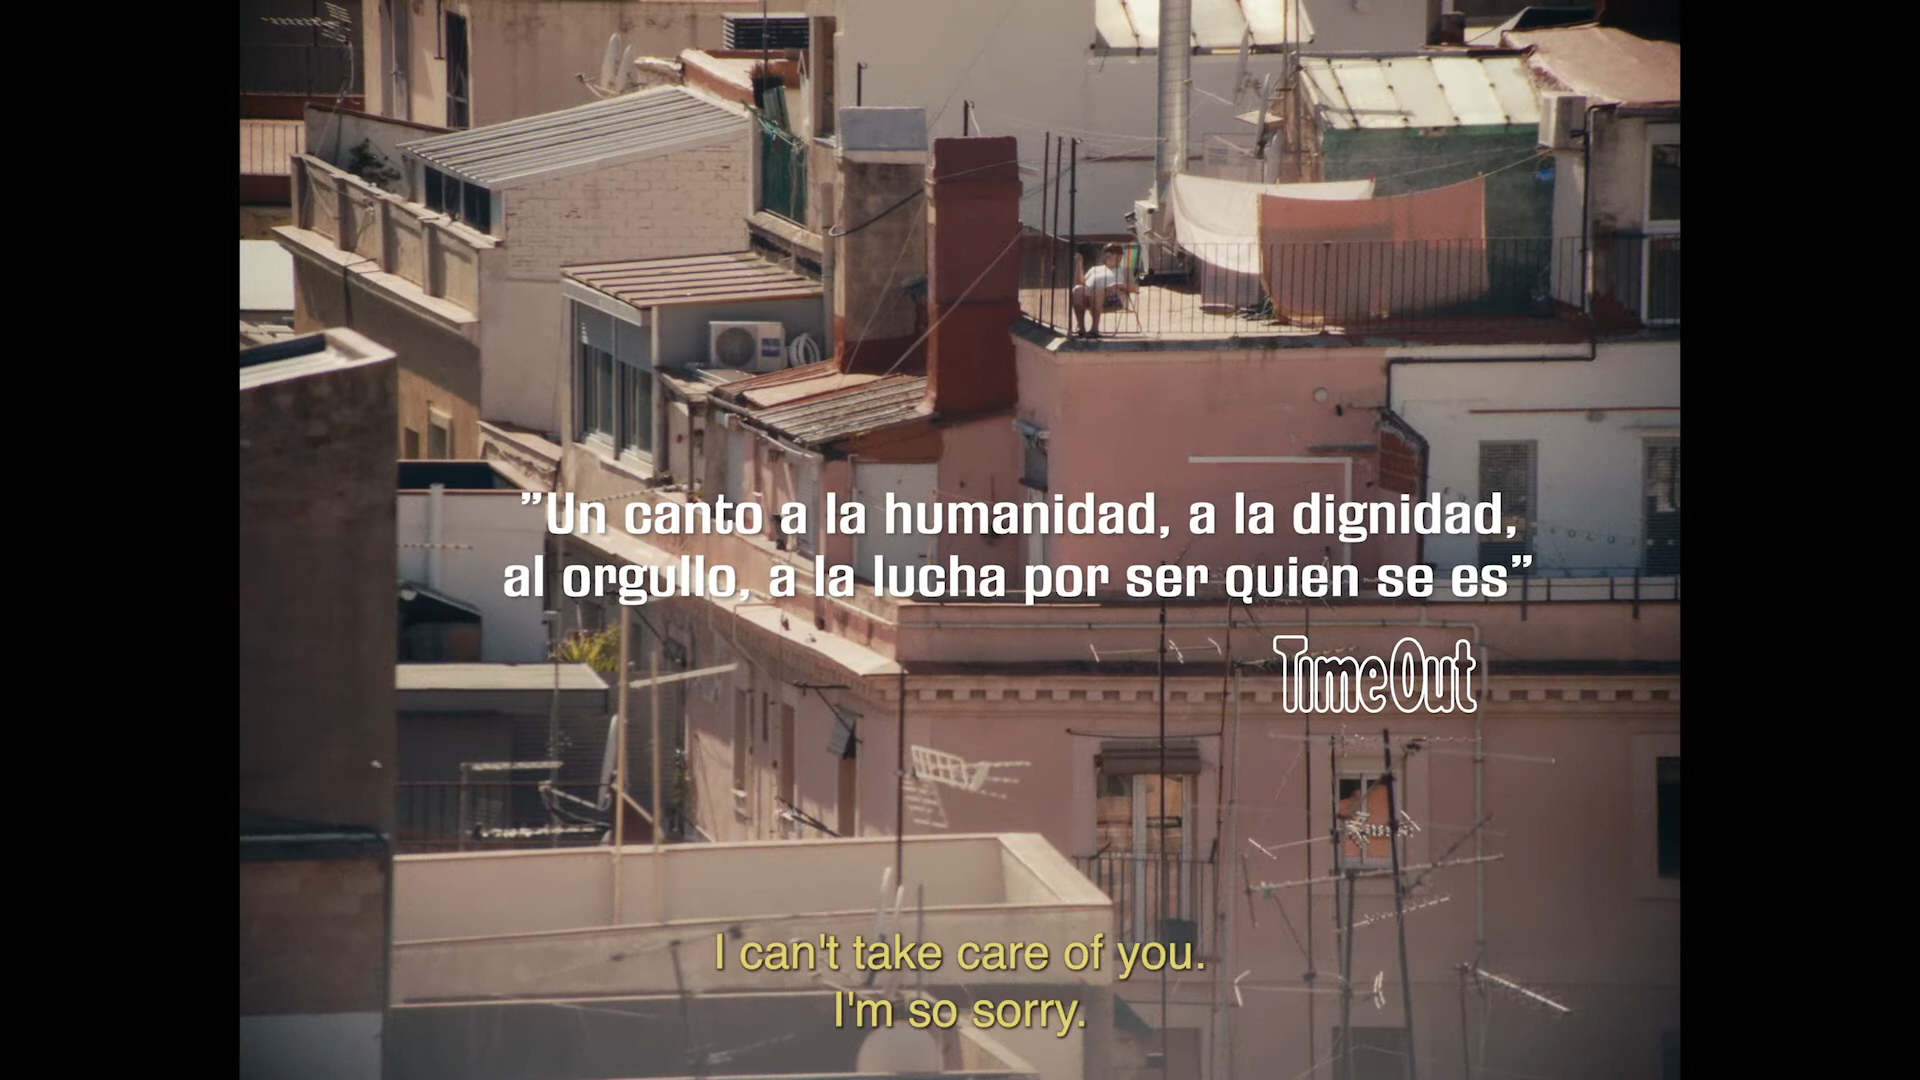 ”Un canto a la humanidad, a la dignidad,
al orgullo, a la lucha por ser quien se es”
TimeOut
I can't take care of you.
I'm so sorry.